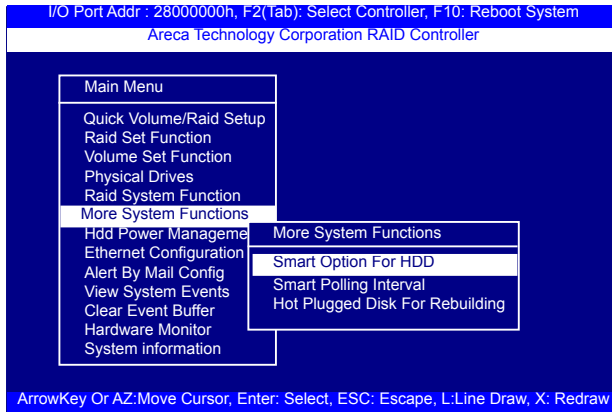 I/O Port Addr : 28000000h, F2(Tab): Select Controller, F10: Reboot System
Areca Technology Corporation RAID Controller
Main Menu
Quick Volume/Raid Setup
Raid Set Function
Volume Set Function
Physical Drives
Raid System Function
More System Functions
Hdd Power Manageme
Ethernet Configuration
Alert By Mail Config
View System Events
Clear Event Buffer
Hardware Monitor
System information
More System Functions
Smart Option For HDD
Smart Polling Interval
Hot Plugged Disk For Rebuilding
ArrowKey Or AZ:Move Cursor, Enter: Select, ESC: Escape, L:Line Draw, X: Redraw